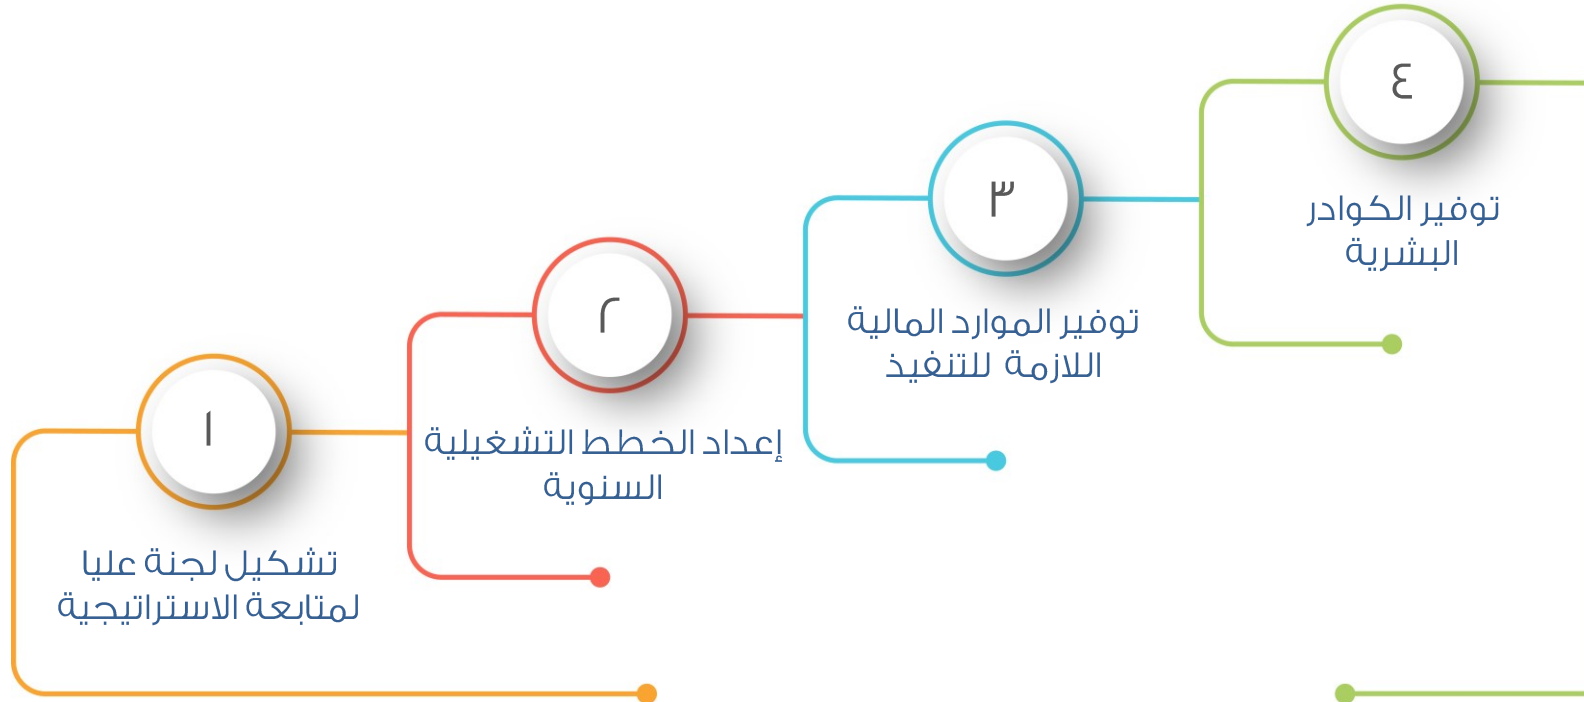 ١
تشكيل لجنة عليا
لمتابعة الاستراتيجية
٢
إعداد الخطط التشغيلية
السنوية
٣
توفير الموارد المالية
اللازمة للتنفيذ
٤
توفير الكوادر
البشرية